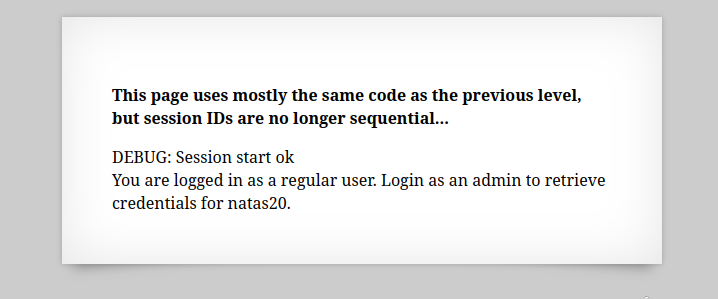 This page uses mostly the same code as the previous level,
but session IDs are no longer sequential...
DEBUG: Session start ok
You are logged in as a regular user. Login as an admin to retrieve
credentials for natas20.